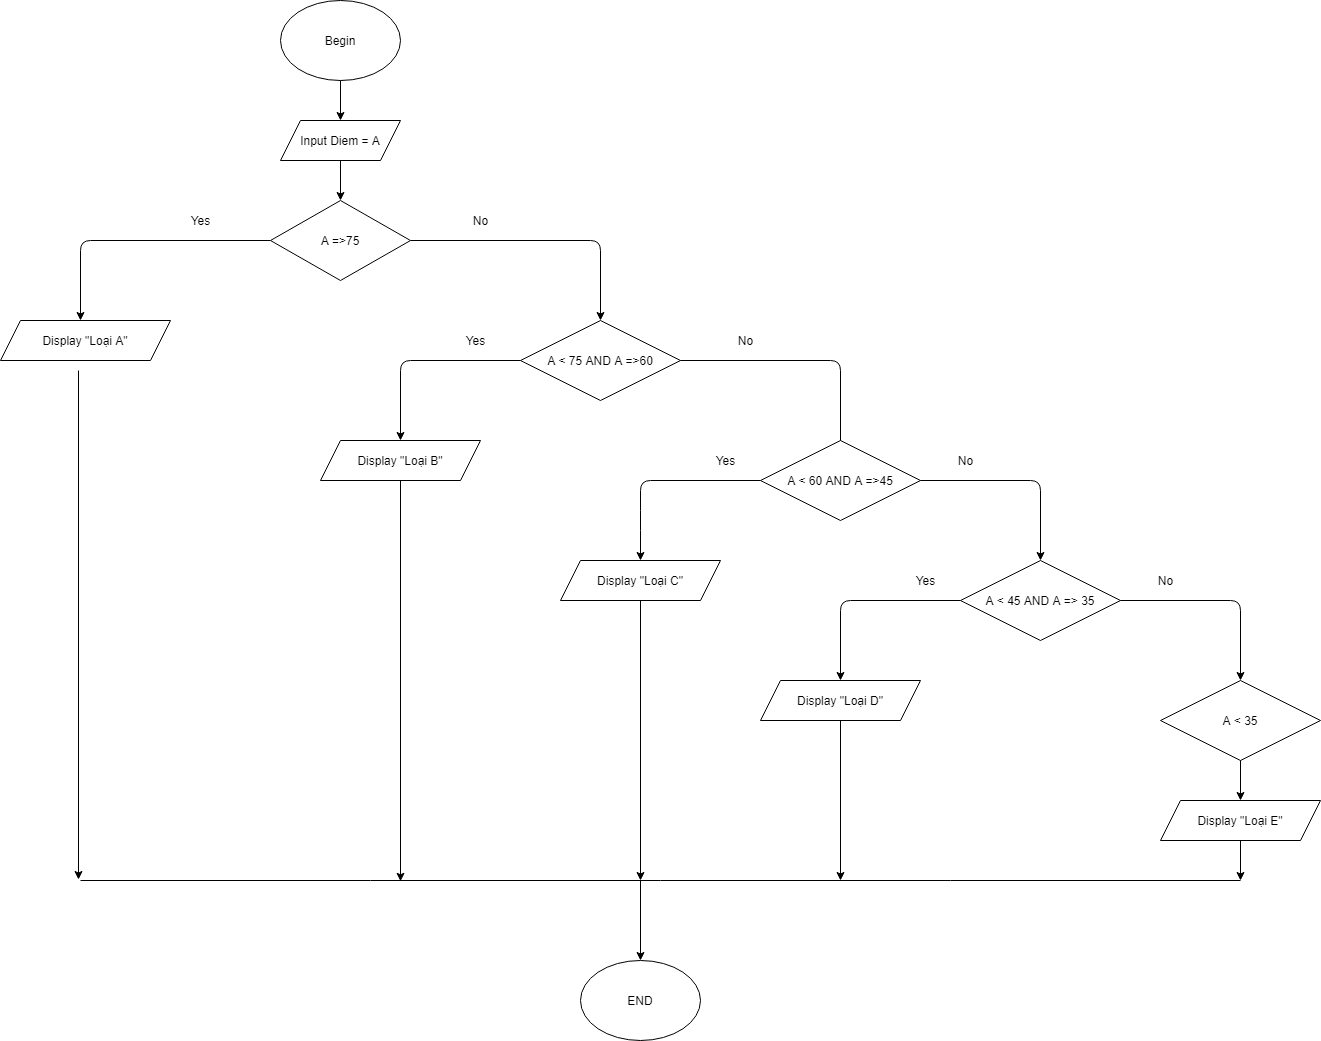 Begin
Input Diem = A
Yes
No
A =>75
Display "Loại A"
Yes
No
A < 75 AND A =>60
Display "Loại B"
Yes
No
A < 60 AND A =>45
Display "Loại C"
Yes
No
A < 45 AND A => 35
Display "Loại D"
A < 35
Display "Loại E"
END